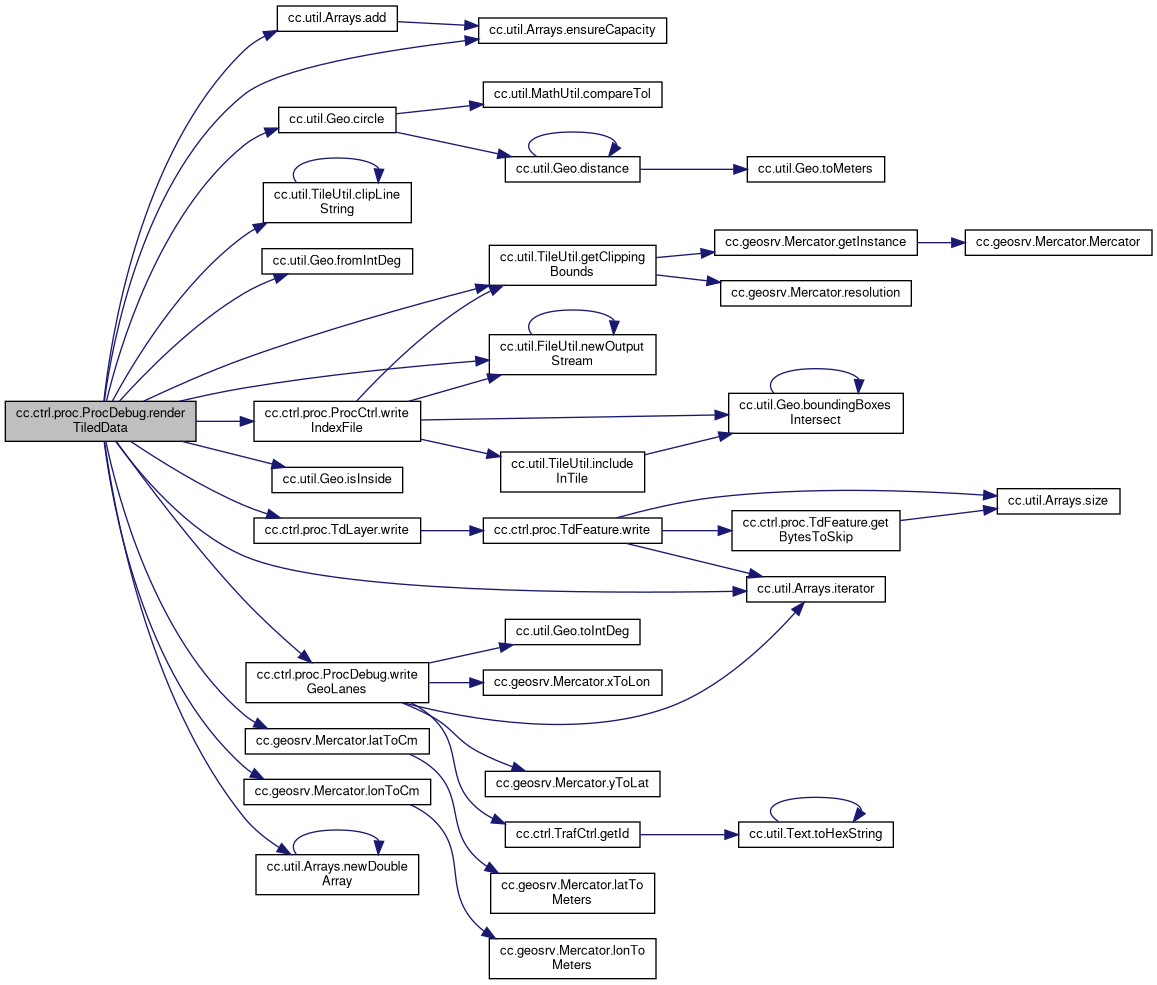 cc.util.Arrays.add
cc.util.Arrays.ensureCapacity
cc.util.MathUtil.compareTol
cc.util.Geo.circle
cc.util.Geo.distance
cc.util.Geo.toMeters
cc.util.TileUtil.clipLine
String
cc.util.Geo.fromIntDeg
cc.util.TileUtil.getClipping
Bounds
cc.geosrv.Mercator.getInstance
cc.geosrv.Mercator.Mercator
cc.geosrv.Mercator.resolution
cc.util.FileUtil.newOutput
Stream
cc.ctrl.proc.ProcDebug.render
TiledData
cc.ctrl.proc.ProcCtrl.write
IndexFile
cc.util.Geo.boundingBoxes
Intersect
cc.util.TileUtil.include
InTile
cc.util.Geo.isInside
cc.ctrl.proc.TdLayer.write
cc.ctrl.proc.TdFeature.write
cc.ctrl.proc.TdFeature.get
BytesToSkip
cc.util.Arrays.size
cc.util.Arrays.iterator
cc.util.Geo.toIntDeg
cc.ctrl.proc.ProcDebug.write
GeoLanes
cc.geosrv.Mercator.xToLon
cc.geosrv.Mercator.latToCm
cc.geosrv.Mercator.yToLat
cc.geosrv.Mercator.lonToCm
cc.ctrl.TrafCtrl.getId
cc.util.Text.toHexString
cc.util.Arrays.newDouble
Array
cc.geosrv.Mercator.latTo
Meters
cc.geosrv.Mercator.lonTo
Meters